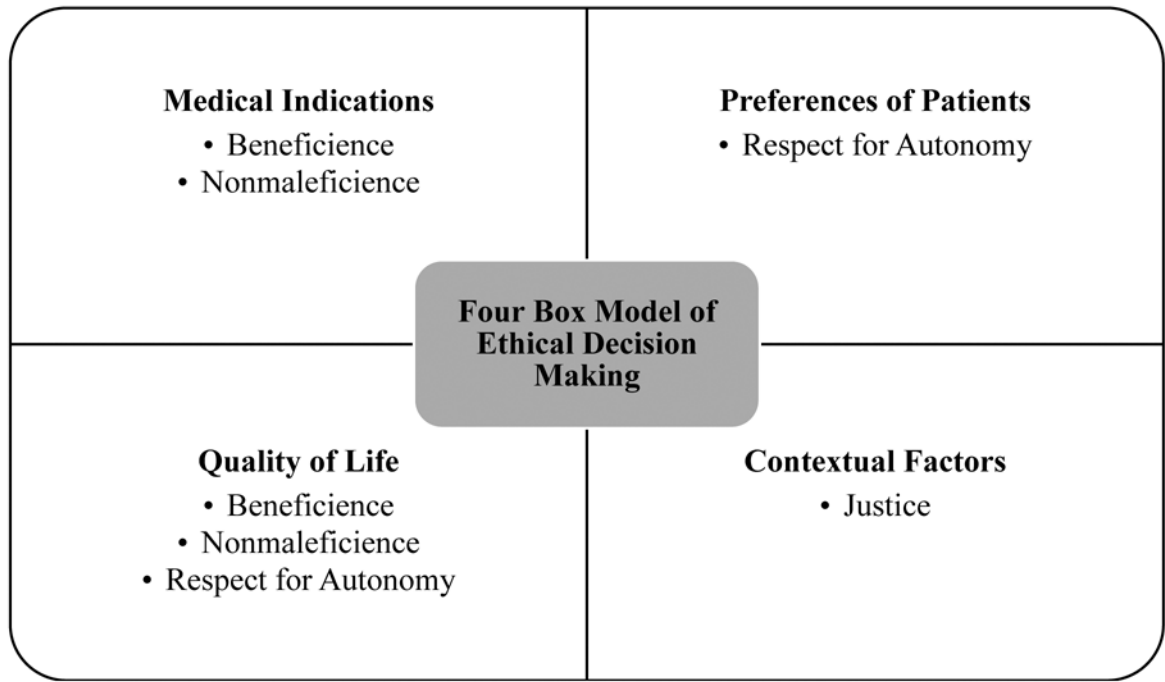 Medical Indications
• Beneficience
• Nonmaleficience
Preferences of Patients
• Respect for Autonomy
Four Box Model of
Ethical Decision
Making
Quality of Life
• Beneficience
• Nonmaleficience
• Respect for Autonomy
Contextual Factors
• Justice